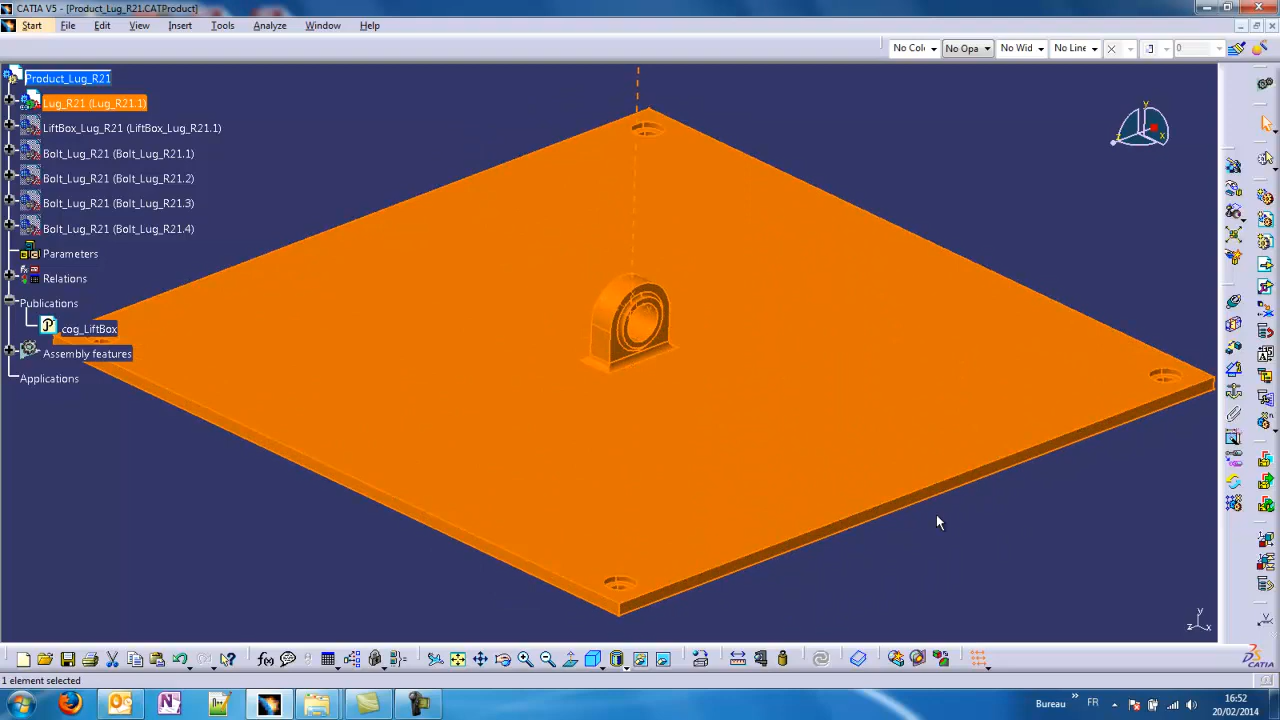 CATIA V5 - [Product_Lug_R21.CATProduct]
Start File Edit View Insert Tools Analyze Window Help
No Col No Opa No Wid No Line 0
Product_Lug_R21
Lug_R21 (Lug_R21.1)
LiftBox_Lug_R21 (LiftBox_Lug_R21.1)
Bolt_Lug_R21 (Bolt_Lug_R21.1)
Bolt_Lug_R21 (Bolt_Lug_R21.2)
Bolt_Lug_R21 (Bolt_Lug_R21.3)
Bolt_Lug_R21 (Bolt_Lug_R21.4)
Parameters
Relations
Publications
cog_LiftBox
Assembly features
Applications
y
z x
CATIA
1 element selected
Bureau » FR 16:52
20/02/2014